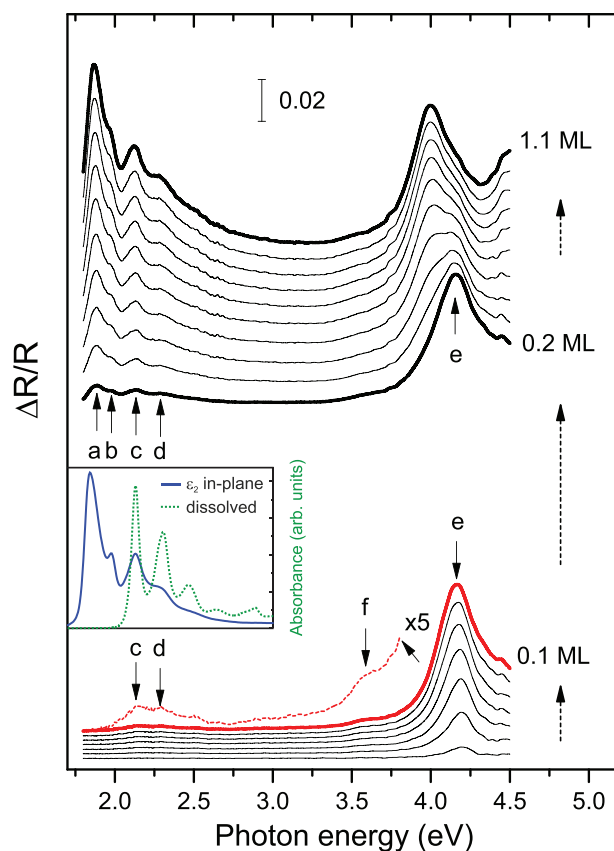 0.02
1.1 ML
e
0.2 ML
ΔR/R
a b c d
ε2 in-plane
dissolved
Absorbance (arb. units)
e
f
x5
c d
0.1 ML
2.0 2.5 3.0 3.5 4.0 4.5 5.0
Photon energy (eV)